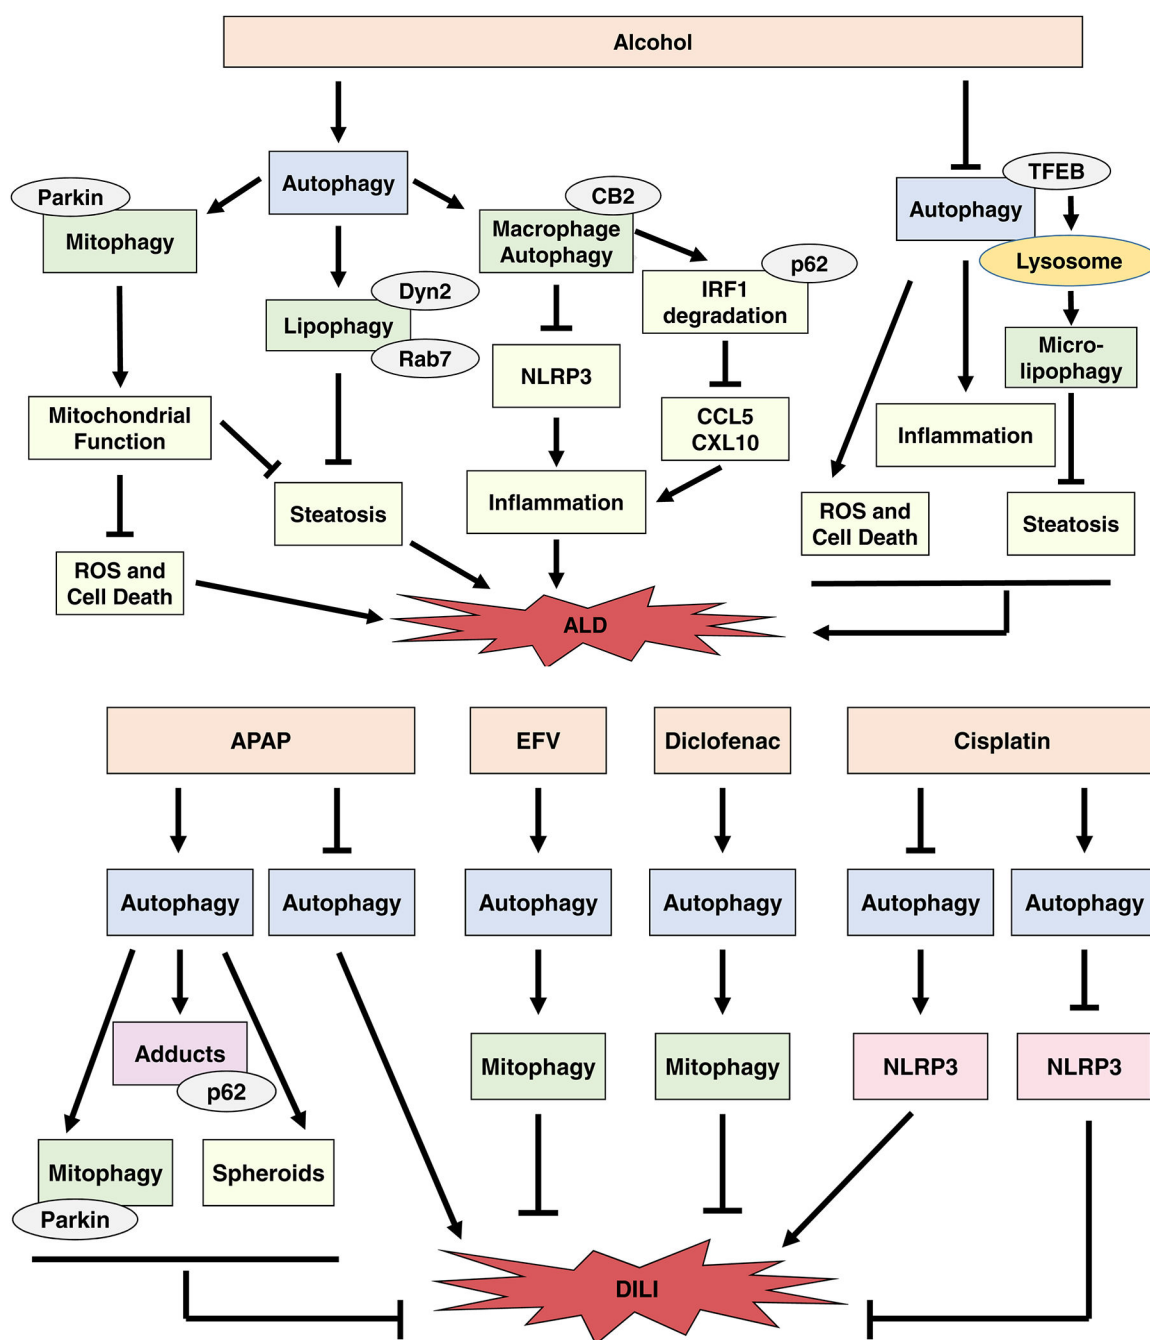 Alcohol
Autophagy
Parkin
Mitophagy
CB2
Macrophage
Autophagy
TFEB
Autophagy
Lysosome
p62
IRF1
degradation
Dyn2
Lipophagy
Rab7
Micro-
lipophagy
NLRP3
Mitochondrial
Function
CCL5
CXL10
Inflammation
Steatosis
Inflammation
ROS and
Cell Death
Steatosis
ROS and
Cell Death
ALD
APAP
EFV
Diclofenac
Cisplatin
Autophagy
Autophagy
Autophagy
Autophagy
Autophagy
Autophagy
Adducts
p62
Mitophagy
Mitophagy
NLRP3
NLRP3
Mitophagy
Parkin
Spheroids
DILI